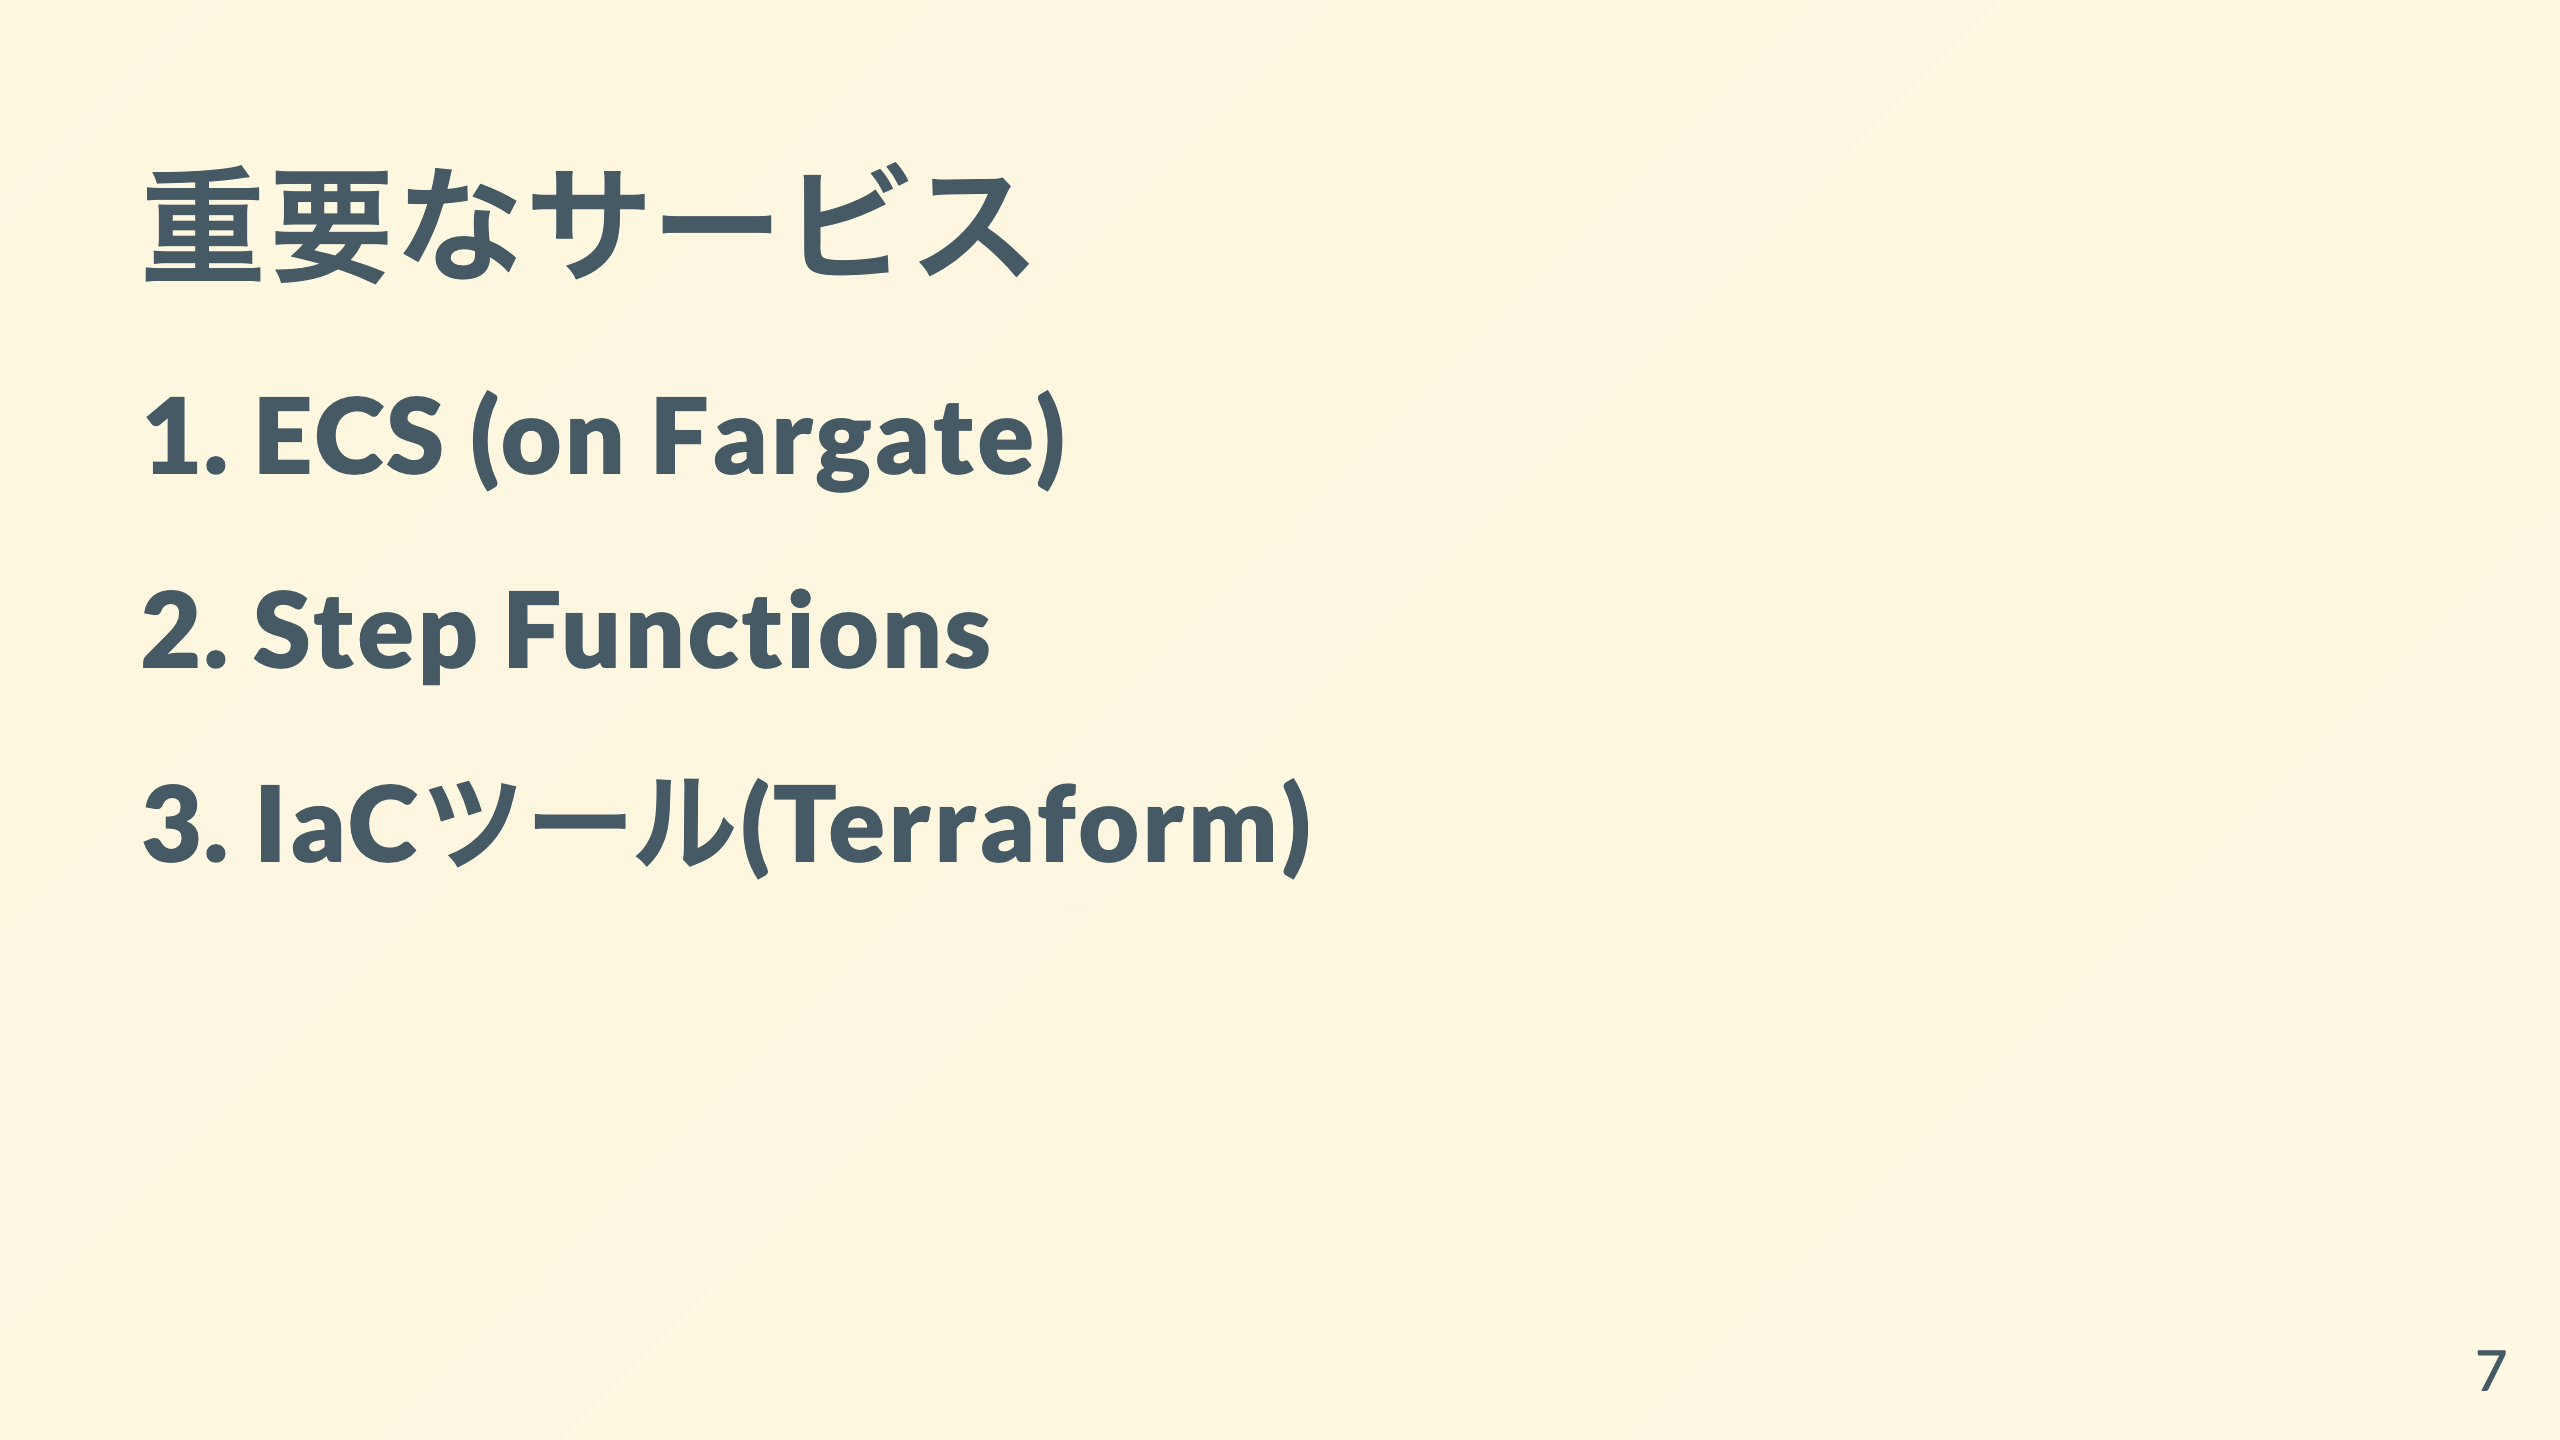 重要なサービス
1. ECS (on Fargate)
2. Step Functions
3. IaCツール(Terraform)
7